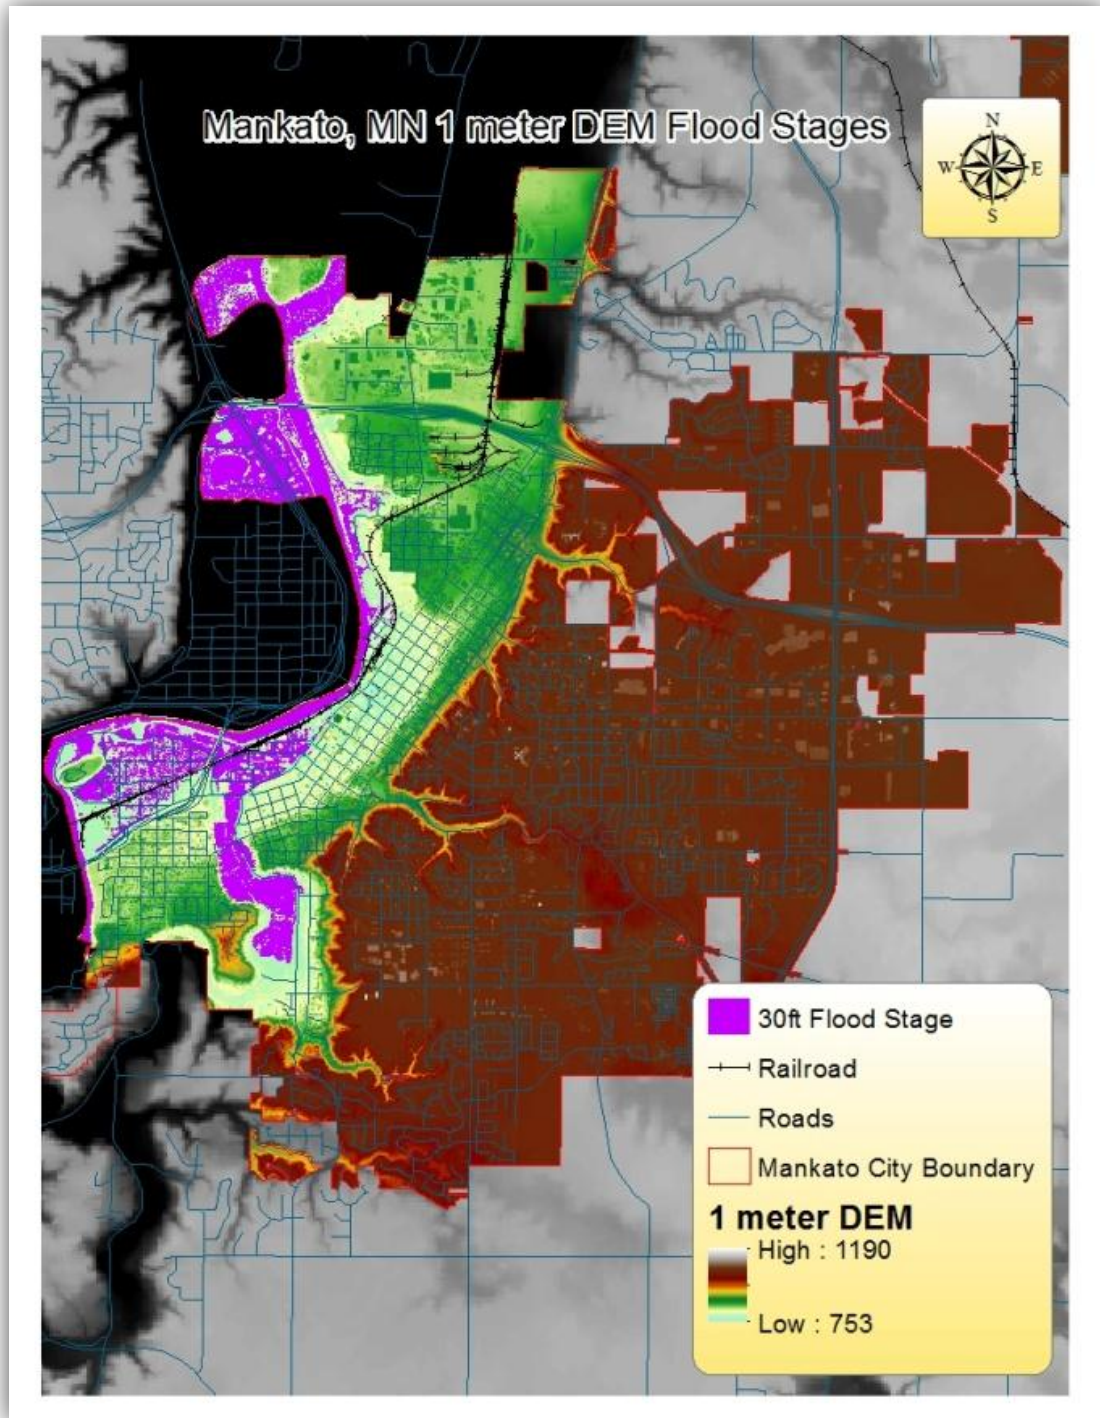 Mankato, MN 1 meter DEM Flood Stages
N
W E
S
30ft Flood Stage
Railroad
Roads
Mankato City Boundary
1 meter DEM
High : 1190
Low : 753